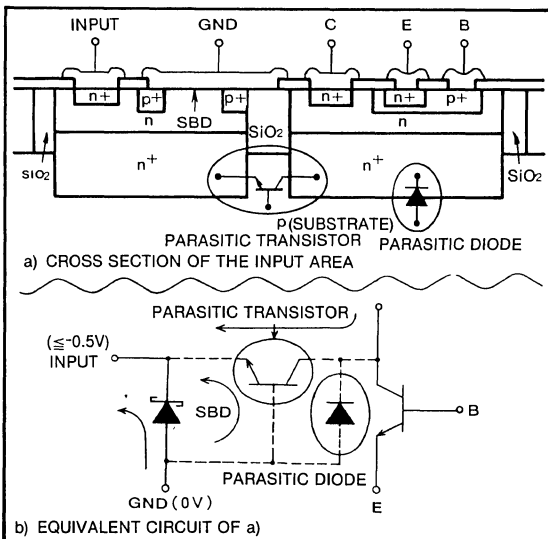 INPUT GND C E B
n+ p+ p+ n+ n+ p+
n SBD n
SiO₂
SIO₂ n⁺ n⁺ SiO₂
P(SUBSTRATE)
PARASITIC TRANSISTOR PARASITIC DIODE
a) CROSS SECTION OF THE INPUT AREA
PARASITIC TRANSISTOR
(≦-0.5V)
INPUT
SBD B
PARASITIC DIODE
GND(0V) E
b) EQUIVALENT CIRCUIT OF a)